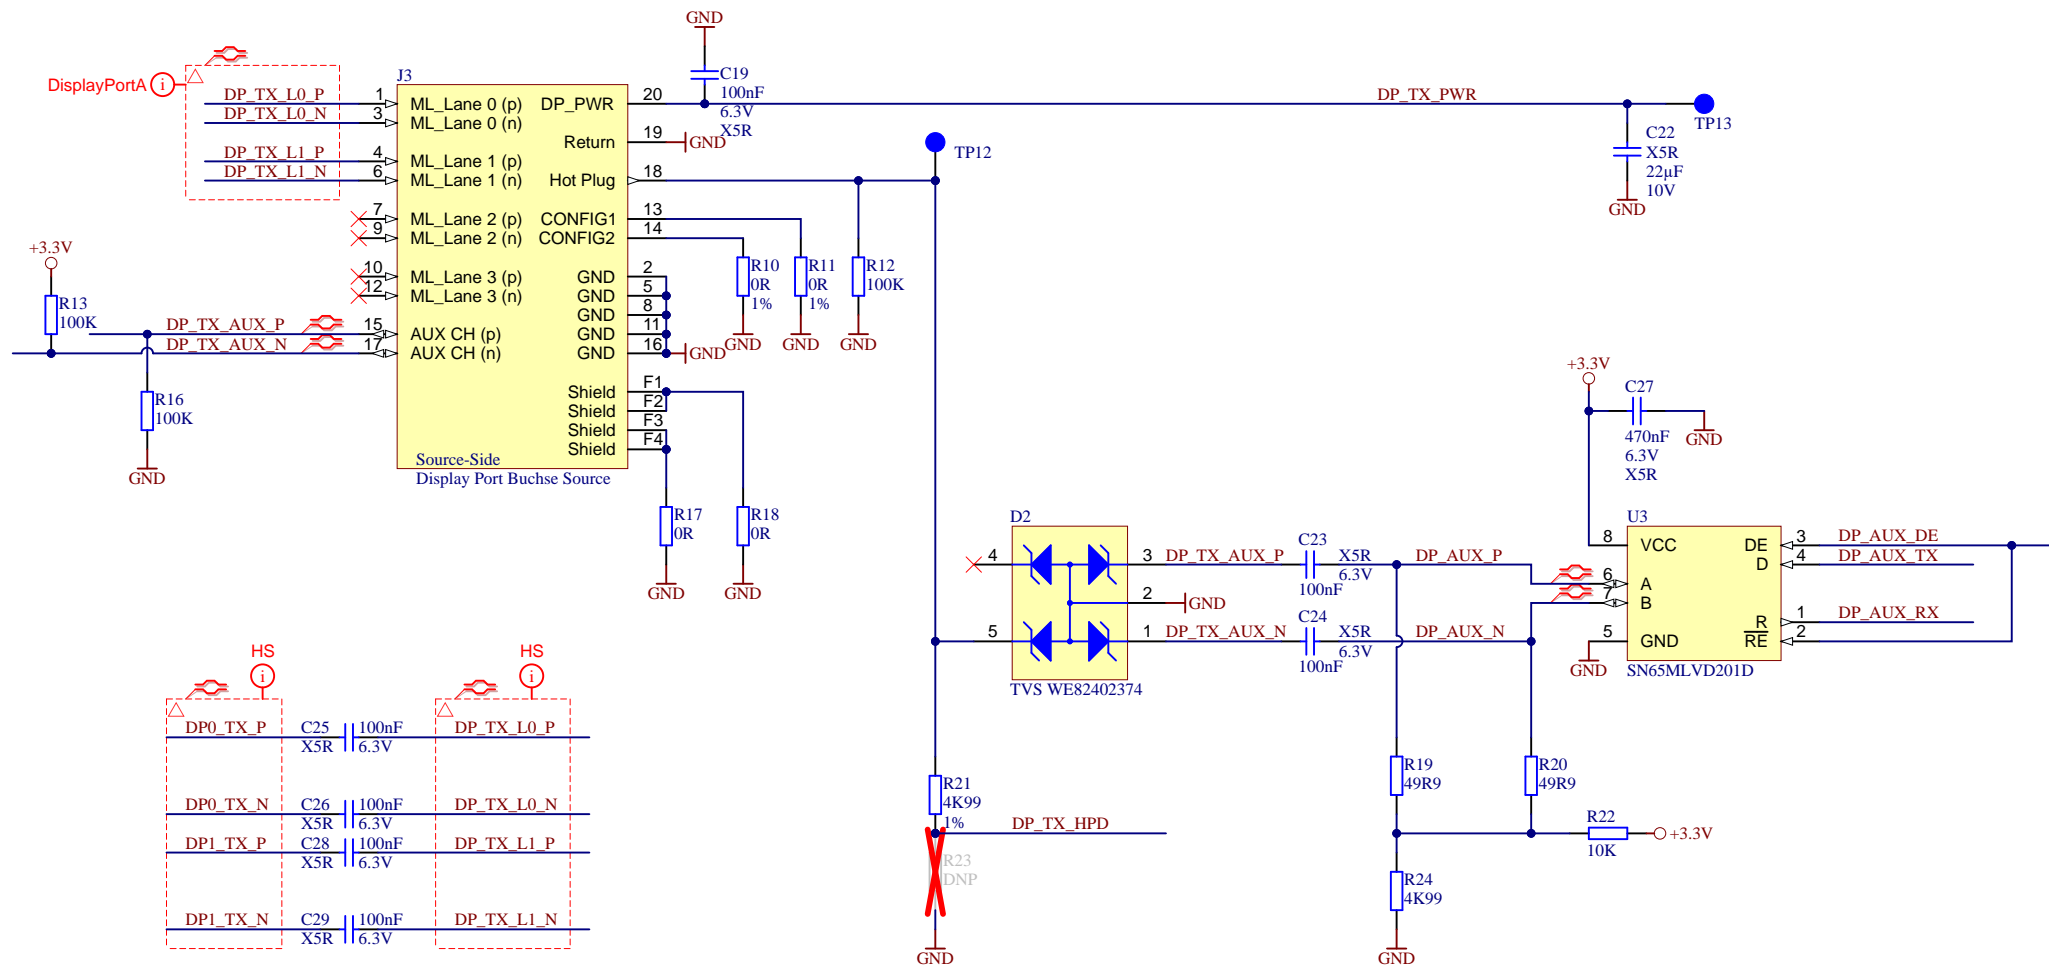 GND
C19
100nF
6.3V
X5R
DisplayPortA
i
J3
DP_TX_L0_P
1
ML_Lane 0 (p)
DP_PWR
20
DP_TX_PWR
TP13
DP_TX_L0_N
3
ML_Lane 0 (n)
Return
19
GND
TP12
C22
X5R
22µF
10V
GND
DP_TX_L1_P
4
ML_Lane 1 (p)
DP_TX_L1_N
6
ML_Lane 1 (n)
Hot Plug
18
7
ML_Lane 2 (p)
CONFIG1
13
9
ML_Lane 2 (n)
CONFIG2
14
10
ML_Lane 3 (p)
GND
2
12
ML_Lane 3 (n)
GND
5
GND
8
DP_TX_AUX_P
15
AUX CH (p)
GND
11
DP_TX_AUX_N
17
AUX CH (n)
GND
16
GND
+3.3V
R13
100K
R16
100K
GND
R10
0R
1%
GND
R11
0R
1%
GND
R12
100K
GND
Shield
F1
Shield
F2
Shield
F3
Shield
F4
Source-Side
Display Port Buchse Source
R17
0R
GND
R18
0R
GND
D2
4
3
DP_TX_AUX_P
2
GND
5
1
DP_TX_AUX_N
TVS WE82402374
C23
X5R
6.3V
100nF
DP_AUX_P
C24
X5R
6.3V
100nF
DP_AUX_N
+3.3V
C27
470nF
6.3V
X5R
GND
U3
8
VCC
DE
3
DP_AUX_DE
D
4
DP_AUX_TX
6
A
7
B
R
1
DP_AUX_RX
5
GND
RE
2
GND
SN65MLVD201D
HS
i
HS
i
DP0_TX_P
C25
X5R
100nF
6.3V
DP_TX_L0_P
DP0_TX_N
C26
X5R
100nF
6.3V
DP_TX_L0_N
DP1_TX_P
C28
X5R
100nF
6.3V
DP_TX_L1_P
DP1_TX_N
C29
X5R
100nF
6.3V
DP_TX_L1_N
R21
4K99
1%
DP_TX_HPD
R23
DNP
GND
R19
49R9
R20
49R9
R22
10K
+3.3V
R24
4K99
GND